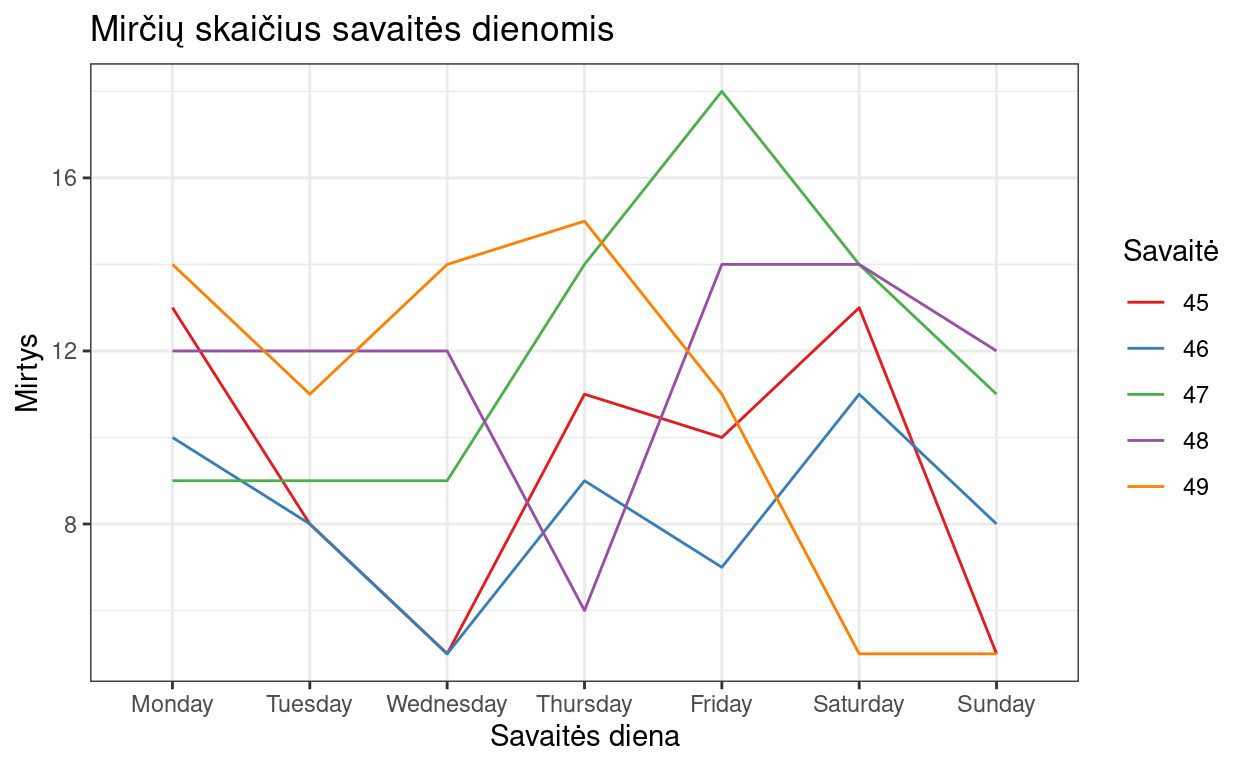 Mirčių skaičius savaitės dienomis
Mirtys
16
12
8
Monday Tuesday Wednesday Thursday Friday Saturday Sunday
Savaitės diena
Savaitė
45
46
47
48
49